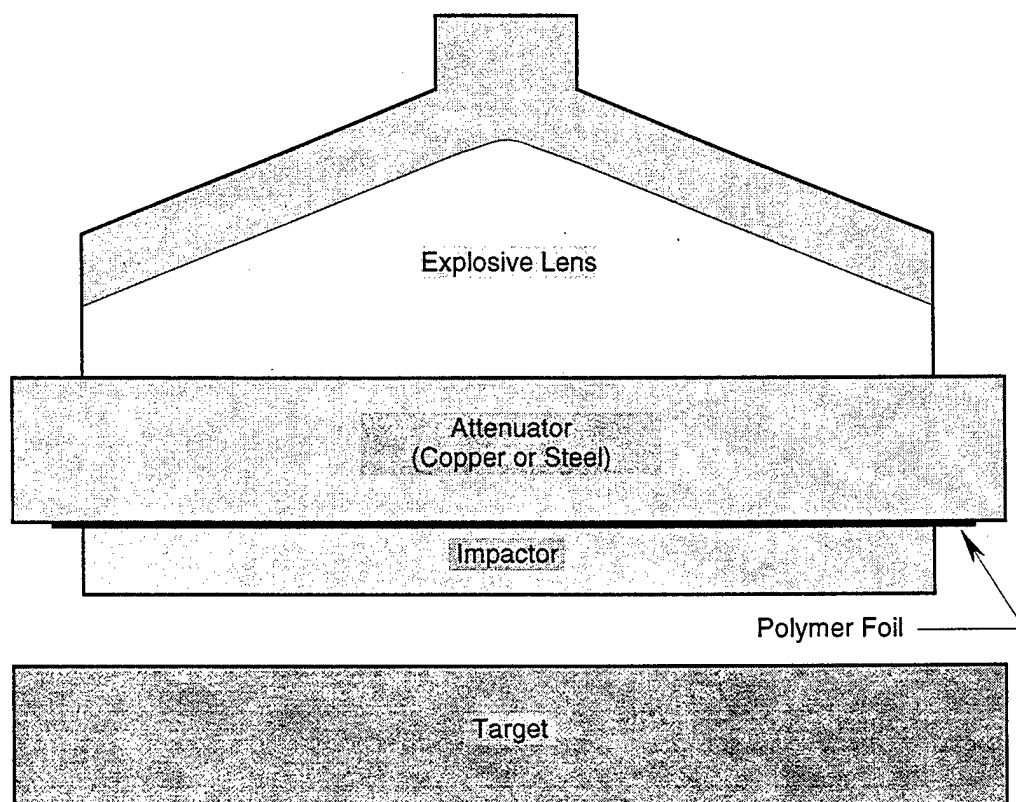 Explosive Lens
Attenuator
(Copper or Steel)
Impactor
Polymer Foil
Target